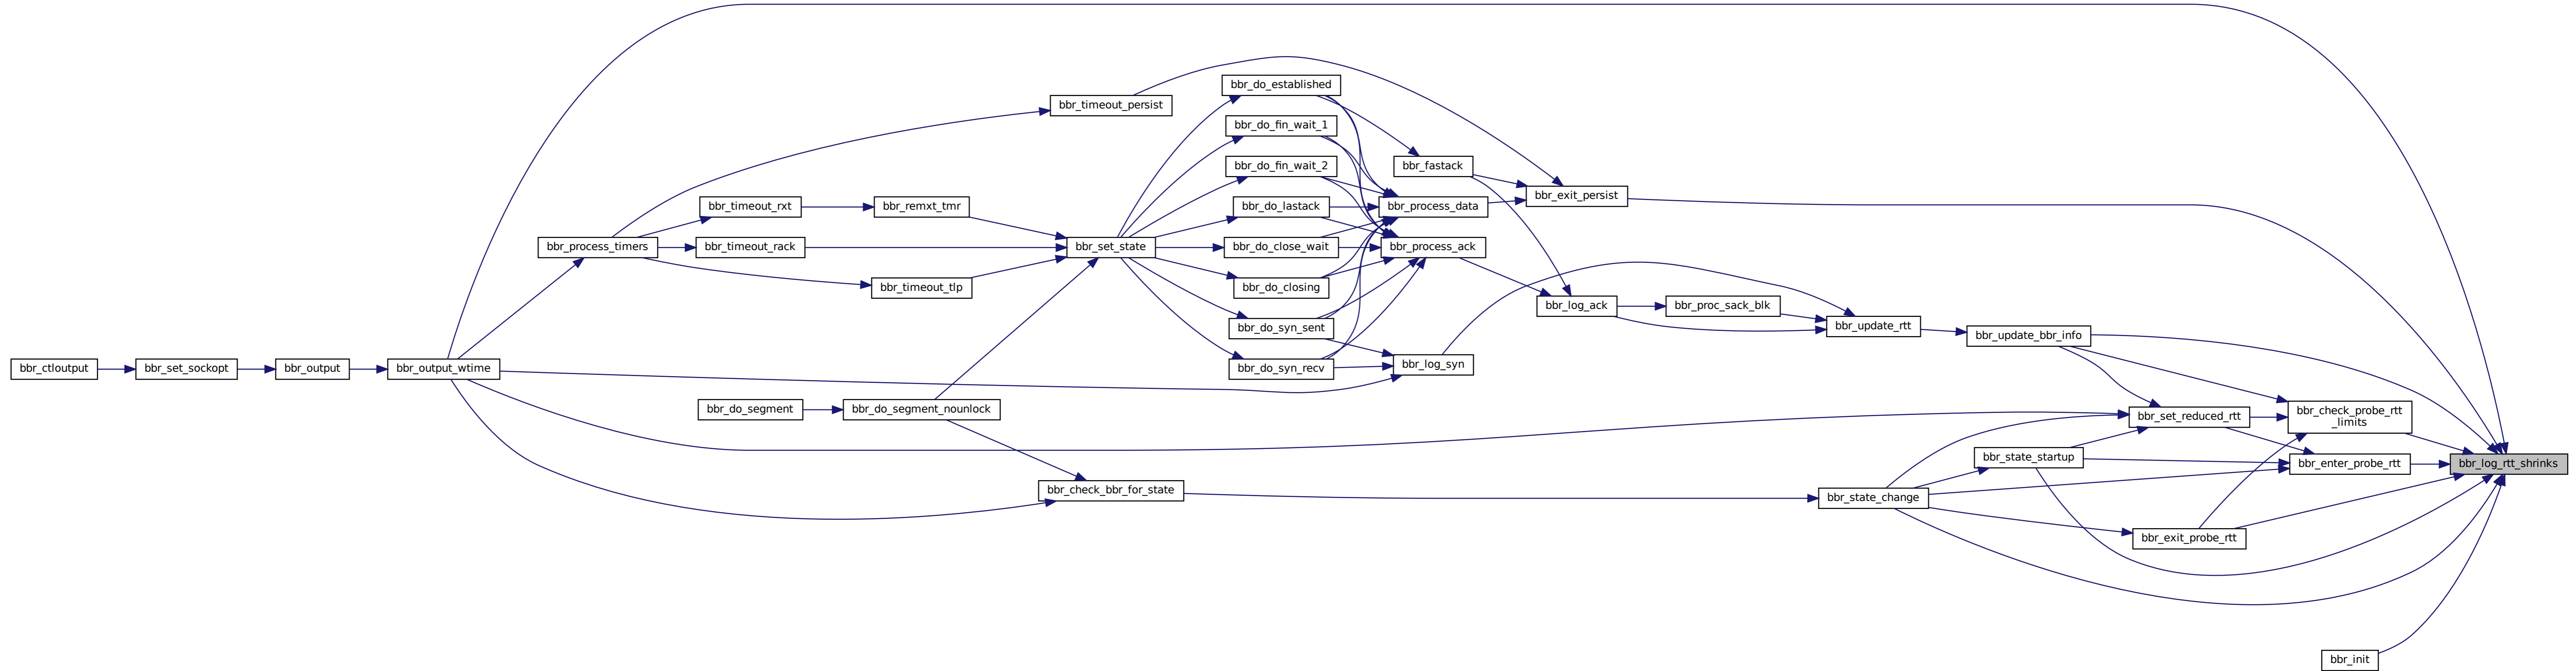 bbr_do_established
bbr_timeout_persist
bbr_do_fin_wait_1
bbr_do_fin_wait_2
bbr_fastack
bbr_exit_persist
bbr_timeout_rxt
bbr_remxt_tmr
bbr_do_lastack
bbr_process_data
bbr_process_timers
bbr_timeout_rack
bbr_set_state
bbr_do_close_wait
bbr_process_ack
bbr_timeout_tlp
bbr_do_closing
bbr_log_ack
bbr_proc_sack_blk
bbr_do_syn_sent
bbr_update_rtt
bbr_update_bbr_info
bbr_ctloutput
bbr_set_sockopt
bbr_output
bbr_output_wtime
bbr_do_syn_recv
bbr_log_syn
bbr_do_segment
bbr_do_segment_nounlock
bbr_set_reduced_rtt
bbr_check_probe_rtt
_limits
bbr_state_startup
bbr_enter_probe_rtt
bbr_log_rtt_shrinks
bbr_check_bbr_for_state
bbr_state_change
bbr_exit_probe_rtt
bbr_init